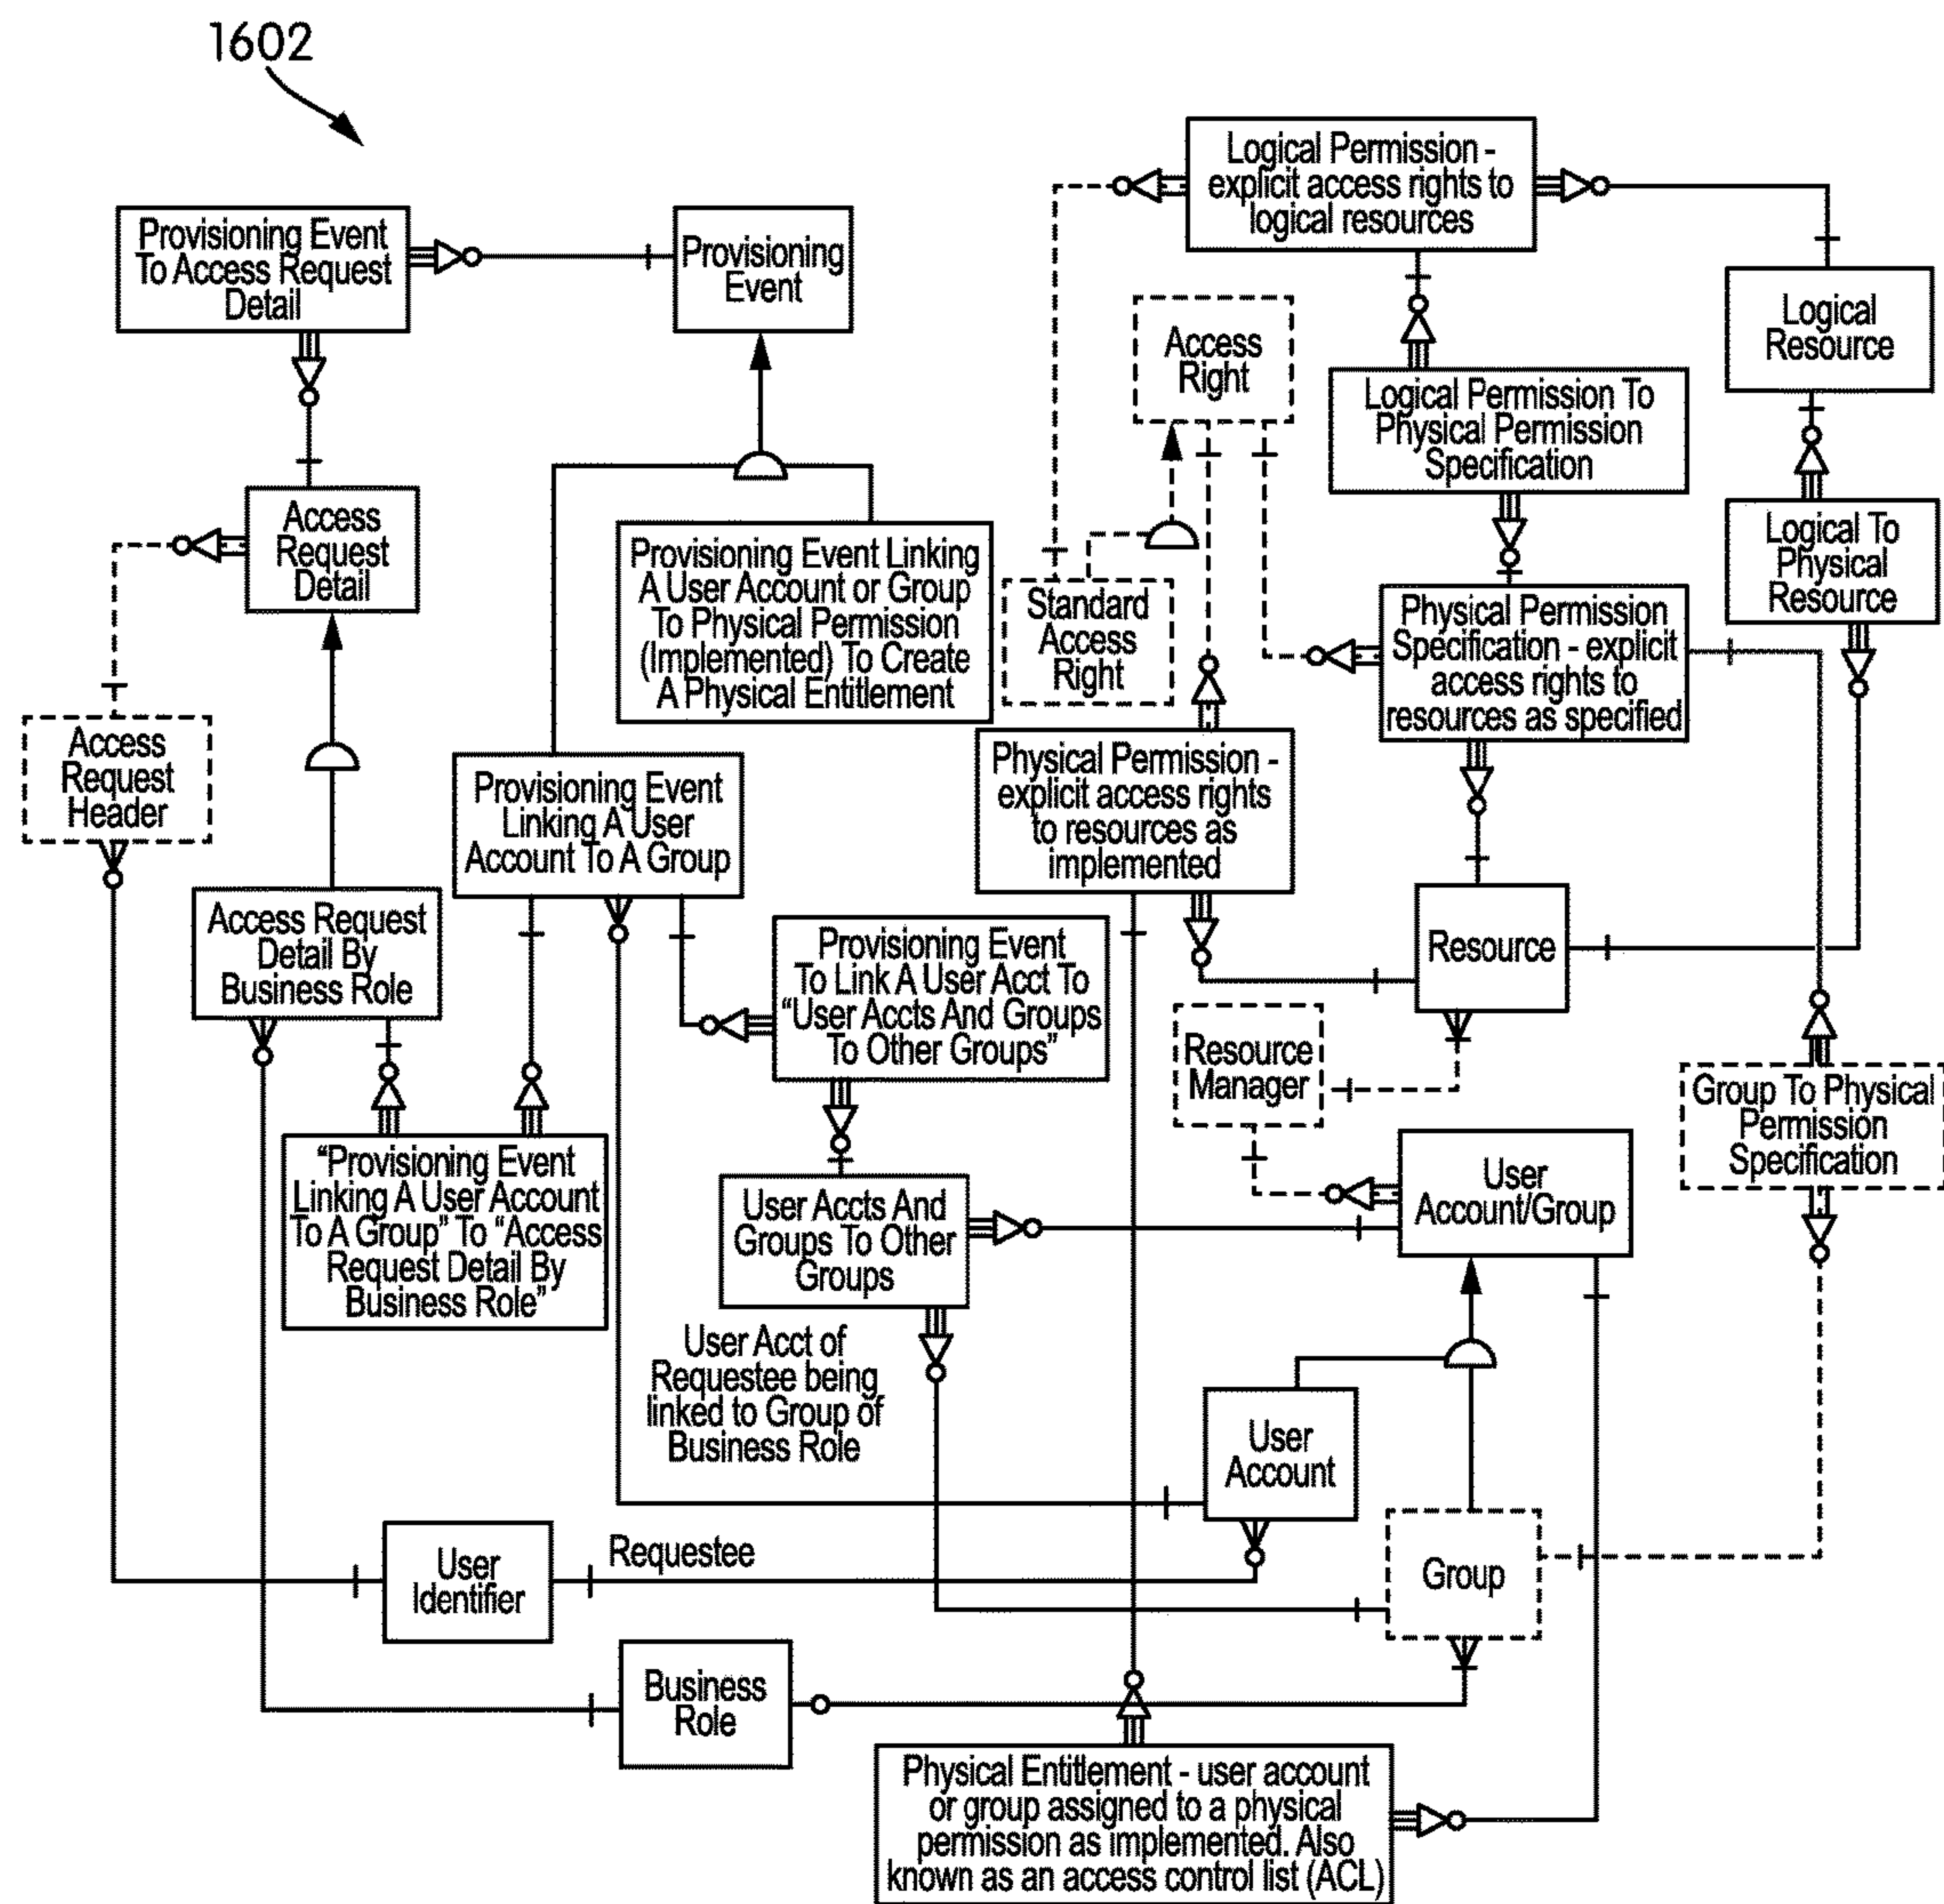 1602
Logical Permission -
explicit access rights to
logical resources
Provisioning Event
To Access Request
Detail
Provisioning
Event
Logical
Resource
Access
Right
Logical Permission To
Physical Permission
Specification
Access
Request
Detail
Provisioning Event Linking
A User Account or Group
To Physical Permission
(Implemented) To Create
A Physical Entitlement
Logical To
Physical
Resource
Standard
Access
Right
Physical Permission
Specification - explicit
access rights to
resources as specified
Access
Request
Header
Provisioning Event
Linking A User
Account To A Group
Physical Permission -
explicit access rights
to resources as
implemented
Access Request
Detail By
Business Role
Provisioning Event
To Link A User Acct To
“User Accts And Groups
To Other Groups”
Resource
Resource
Manager
Group To Physical
Permission
Specification
“Provisioning Event
Linking A User Account
To A Group” To “Access
Request Detail By
Business Role”
User Accts And
Groups To Other
Groups
User
Account/Group
User Acct of
Requestee being
linked to Group of
Business Role
User
Account
User
Identifier
Requestee
Group
Business
Role
Physical Entitlement - user account
or group assigned to a physical
permission as implemented. Also
known as an access control list (ACL)